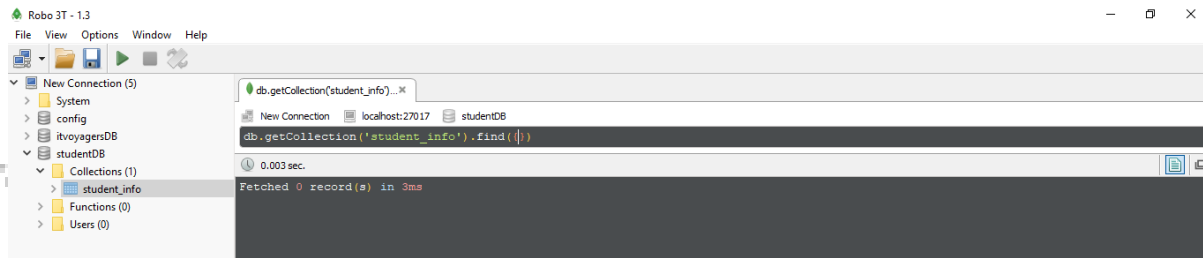 Robo 3T - 1.3
File View Options Window Help
New Connection (5)
System
config
itvoyagersDB
studentDB
Collections (1)
student_info
Functions (0)
Users (0)
db.getCollection('student_info')...
New Connection localhost:27017 studentDB
db.getCollection('student_info').find({})
0.003 sec.
Fetched 0 record(s) in 3ms